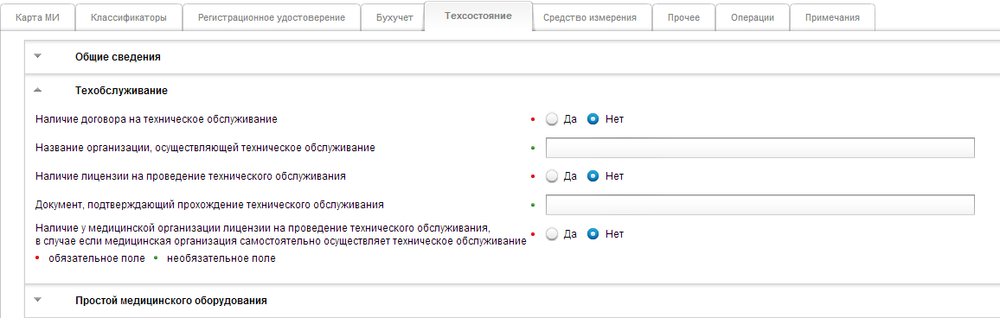 Карта МИ Классификаторы Регистрационное удостоверение Бухучет Техсостояние Средство измерения Прочее Операции Примечания
Общие сведения
Техобслуживание
Наличие договора на техническое обслуживание Да Нет
Название организации, осуществляющей техническое обслуживание
Наличие лицензии на проведение технического обслуживания Да Нет
Документ, подтверждающий прохождение технического обслуживания
Наличие у медицинской организации лицензии на проведение технического обслуживания,
в случае если медицинская организация самостоятельно осуществляет техническое обслуживание Да Нет
обязательное поле необязательное поле
Простой медицинского оборудования